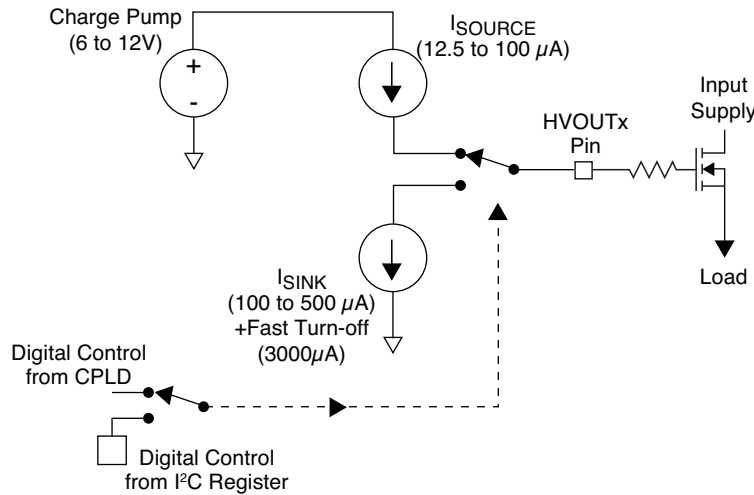 Charge Pump
(6 to 12V)
+
-
ISOURCE
(12.5 to 100 µA)
Input
Supply
HVOUTx
Pin
Load
ISINK
(100 to 500 µA)
+Fast Turn-off
(3000µA)
Digital Control
from CPLD
Digital Control
from I²C Register